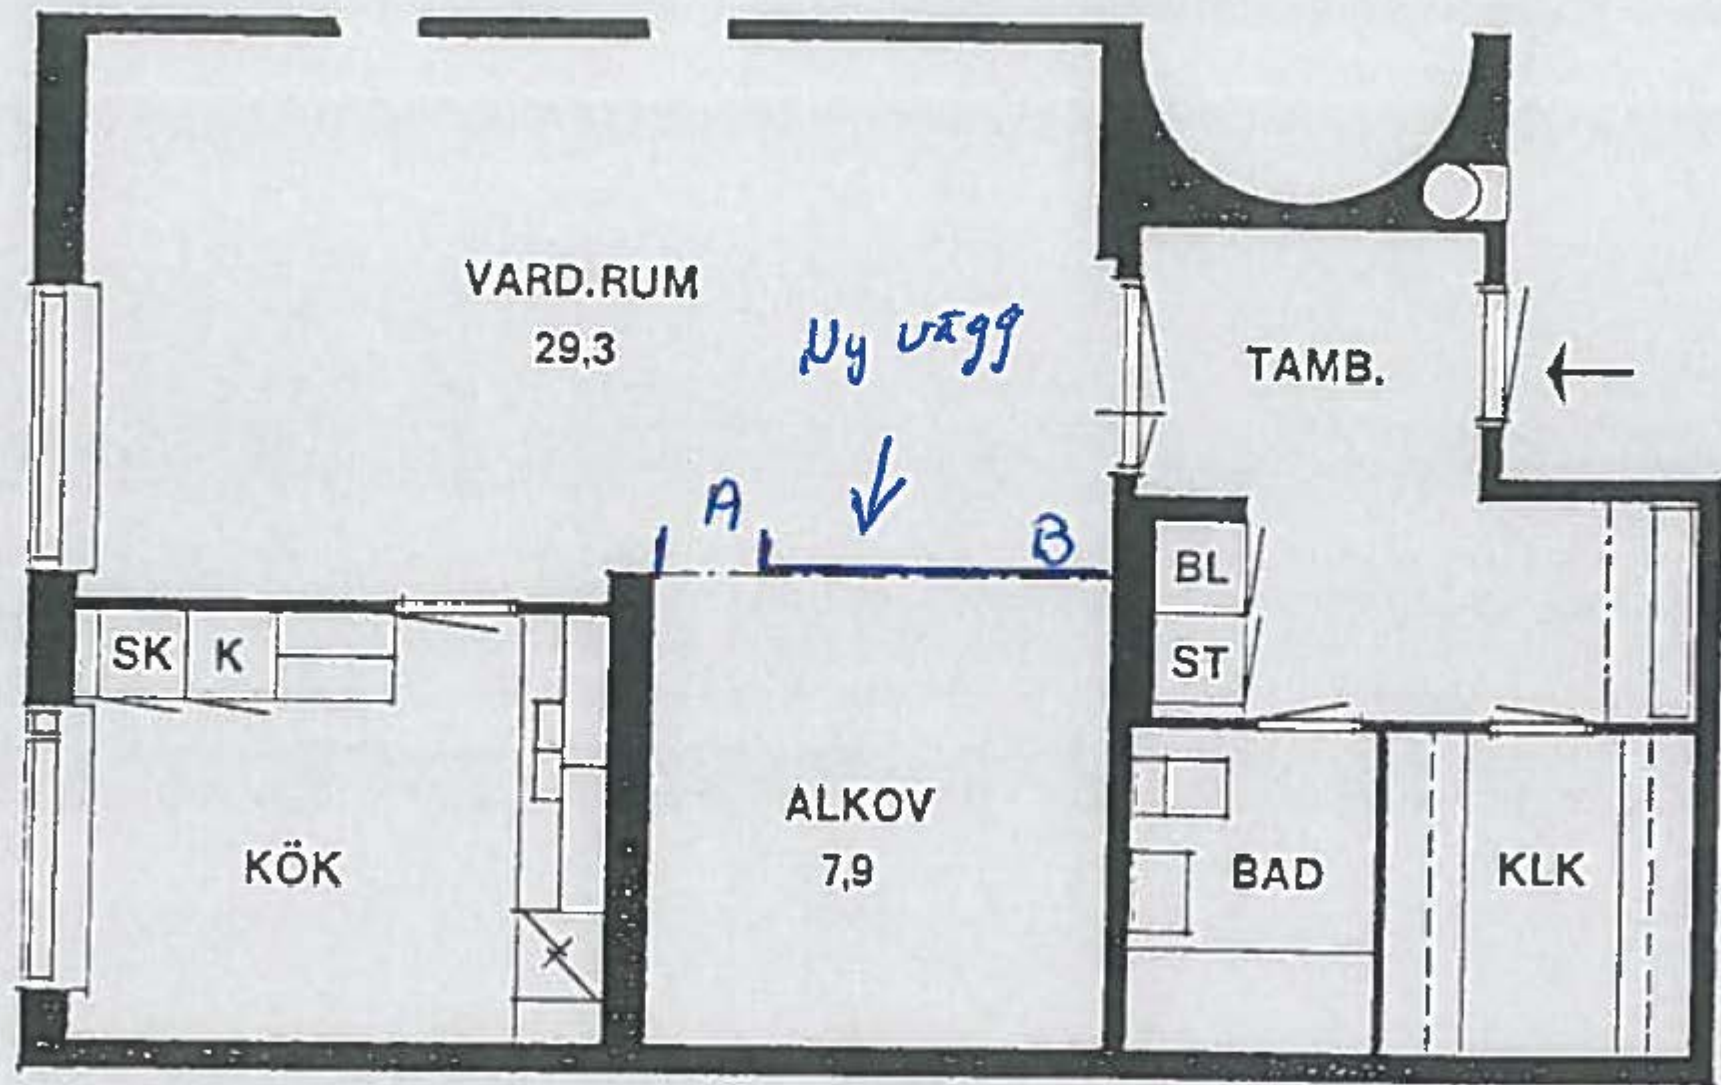 VARD.RUM
29,3
Ny vägg
TAMB.
A
B
BL
ST
SK
K
ALKOV
7,9
KÖK
BAD
KLK